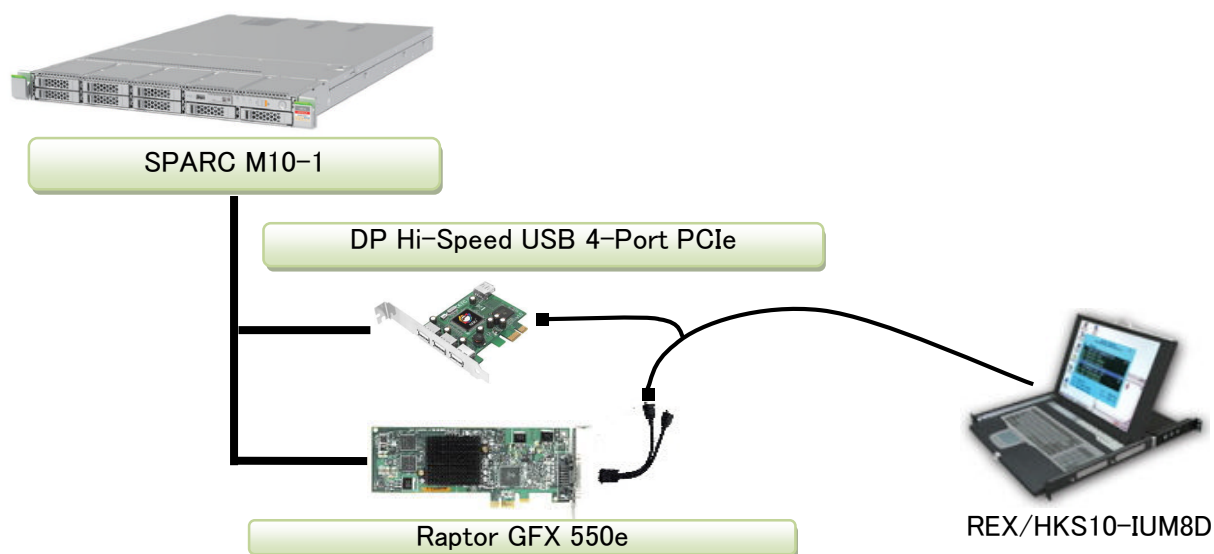 SPARC M10-1
DP Hi-Speed USB 4-Port PCIe
Raptor GFX 550e
REX/HKS10-IUM8D